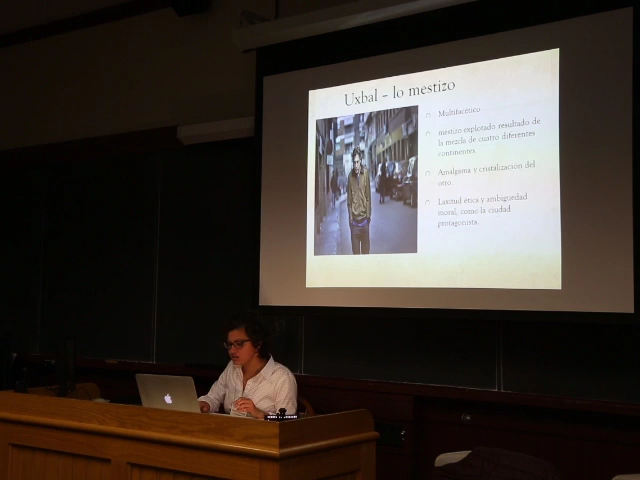 Uxbal - lo mestizo
Multifacético
mestizo explotado resultado de
la mezcla de cuatro diferentes
continentes.
Amalgama y cristalización del
otro.
Latitud ética y ambigüedad
moral, como la ciudad
protagonista.